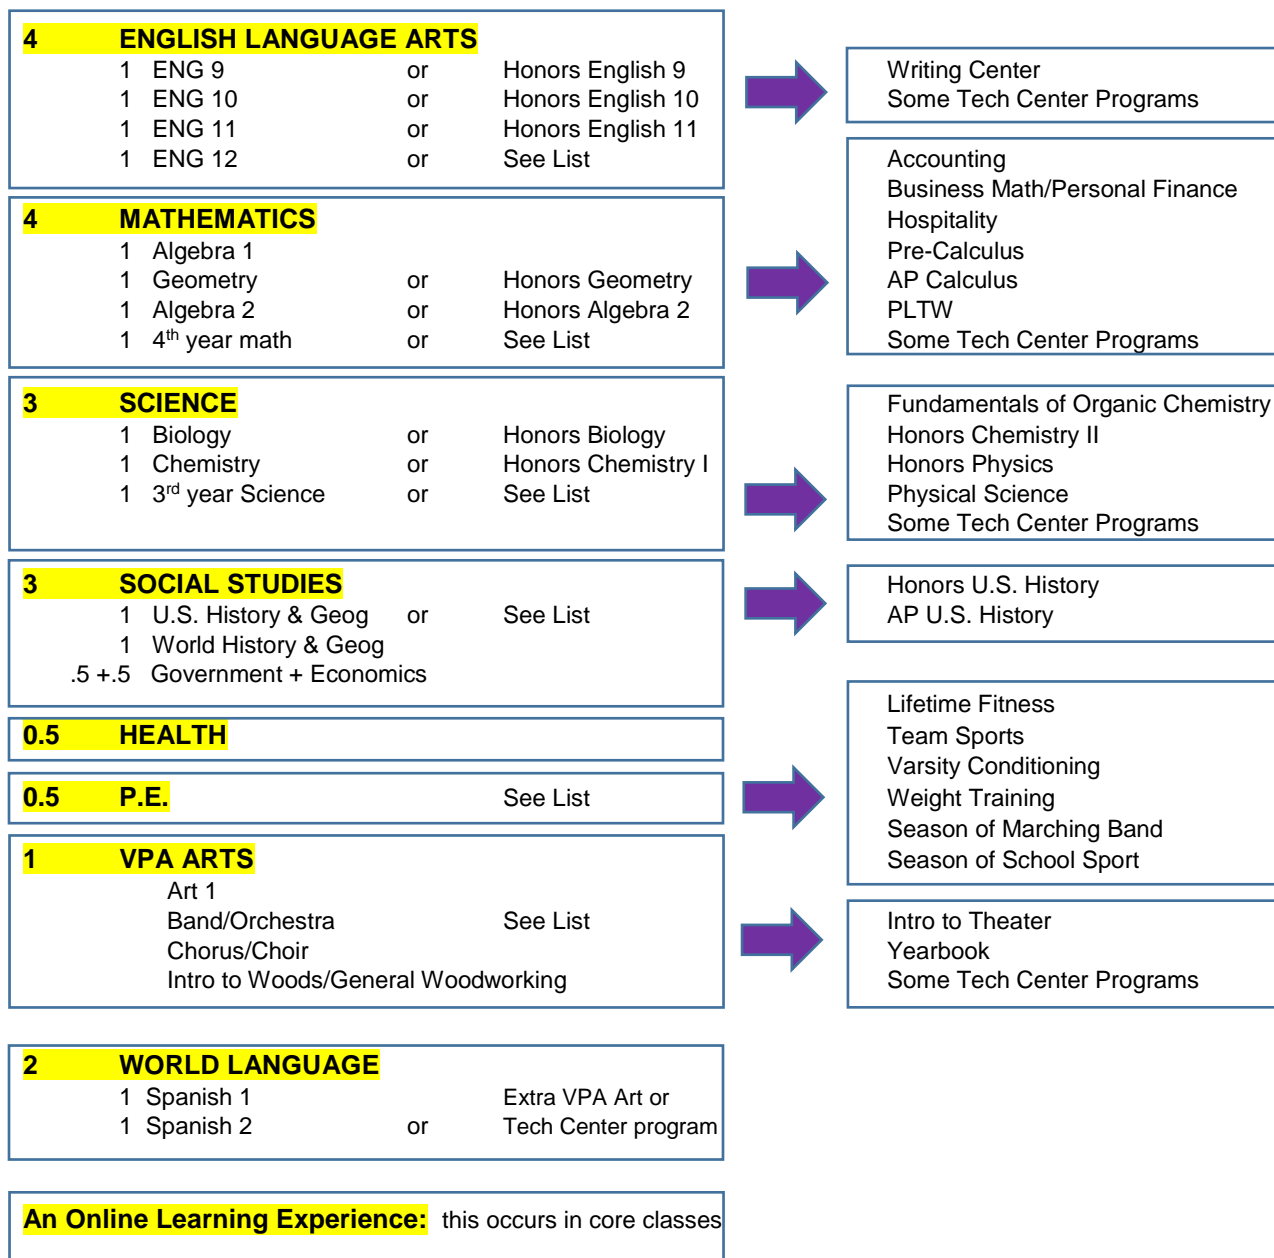 4 ENGLISH LANGUAGE ARTS
1 ENG 9 or Honors English 9
1 ENG 10 or Honors English 10
1 ENG 11 or Honors English 11
1 ENG 12 or See List
Writing Center
Some Tech Center Programs
4 MATHEMATICS
1 Algebra 1
1 Geometry or Honors Geometry
1 Algebra 2 or Honors Algebra 2
1 4th year math or See List
Accounting
Business Math/Personal Finance
Hospitality
Pre-Calculus
AP Calculus
PLTW
Some Tech Center Programs
3 SCIENCE
1 Biology or Honors Biology
1 Chemistry or Honors Chemistry I
1 3rd year Science or See List
Fundamentals of Organic Chemistry
Honors Chemistry II
Honors Physics
Physical Science
Some Tech Center Programs
3 SOCIAL STUDIES
1 U.S. History & Geog or See List
1 World History & Geog
.5 +.5 Government + Economics
Honors U.S. History
AP U.S. History
0.5 HEALTH
0.5 P.E. See List
Lifetime Fitness
Team Sports
Varsity Conditioning
Weight Training
Season of Marching Band
Season of School Sport
1 VPA ARTS
Art 1
Band/Orchestra See List
Chorus/Choir
Intro to Woods/General Woodworking
Intro to Theater
Yearbook
Some Tech Center Programs
2 WORLD LANGUAGE
1 Spanish 1 Extra VPA Art or
1 Spanish 2 or Tech Center program
An Online Learning Experience: this occurs in core classes